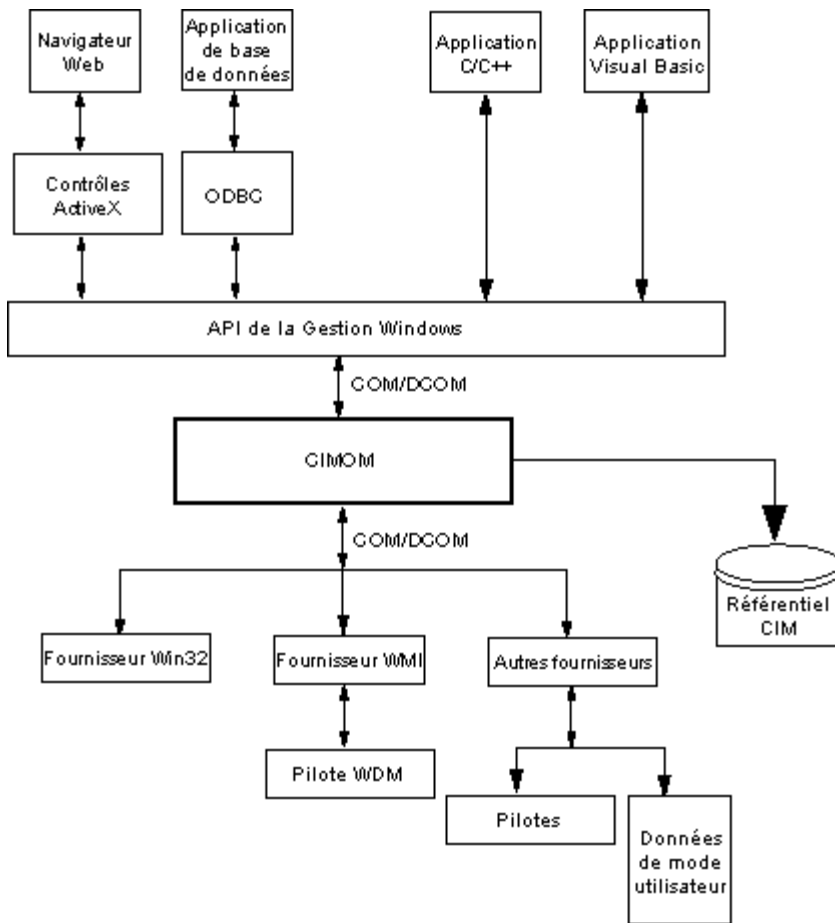 Navigateur
Web
Application
de base
de données
Application
C/C++
Application
Visual Basic
Contrôles
ActiveX
ODBC
API de la Gestion Windows
COM/DCOM
CIMOM
COM/DCOM
Référentiel
CIM
Fournisseur Win32
Fournisseur WMI
Autres fournisseurs
Pilote WDM
Pilotes
Données
de mode
utilisateur